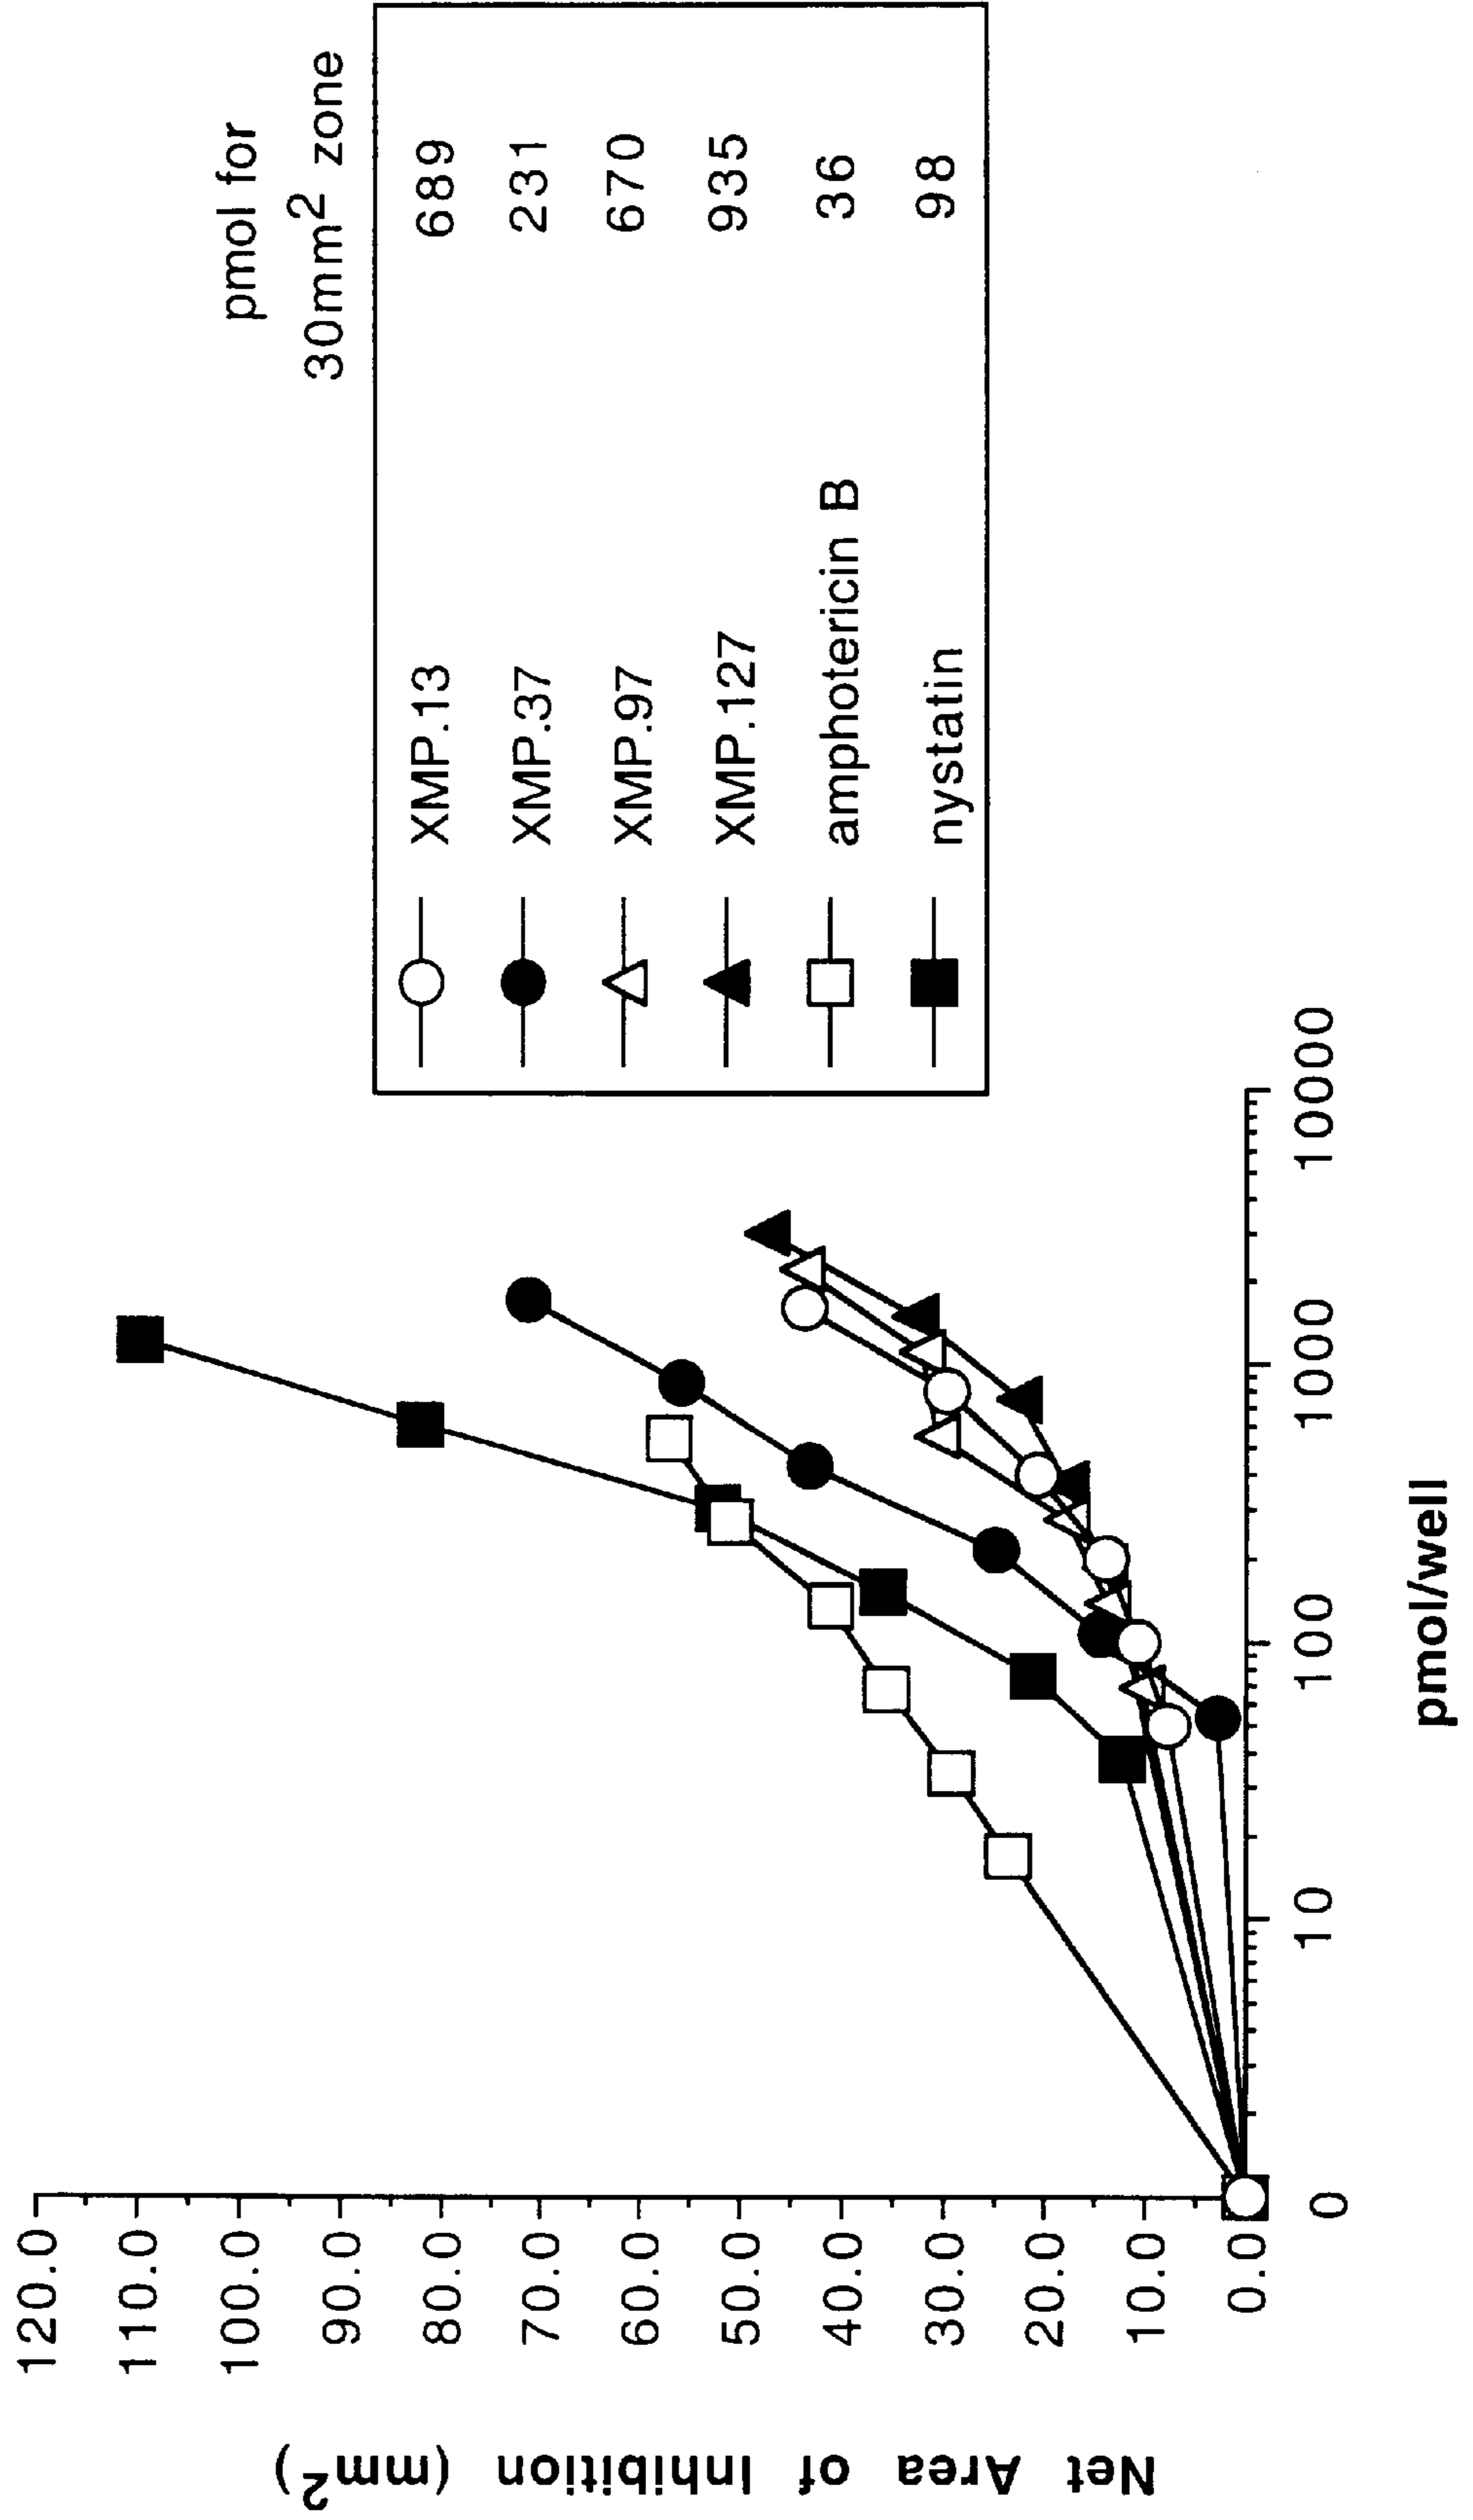 pmol for
30mm2 zone
XMP.13 689
XMP.37 231
XMP.97 670
XMP.127 935
amphotericin B 36
nystatin 98
Net Area of Inhibition (mm2)
120.0
110.0
100.0
90.0
80.0
70.0
60.0
50.0
40.0
30.0
20.0
10.0
0.0
0 10 100 1000 10000
pmol/well